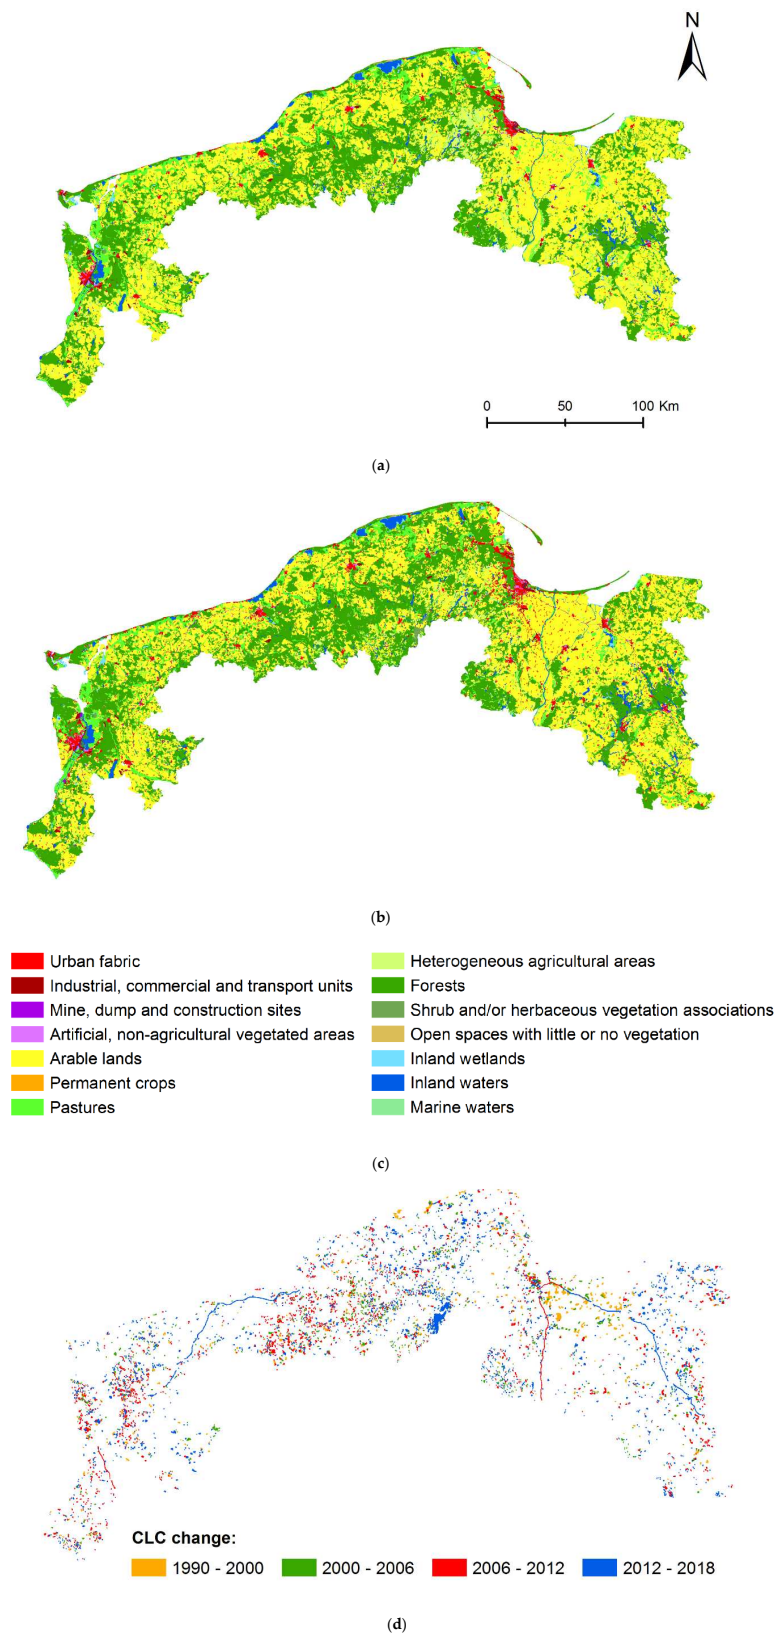 N
0 50 100 Km
(a)
(b)
Urban fabric
Industrial, commercial and transport units
Mine, dump and construction sites
Artificial, non-agricultural vegetated areas
Arable lands
Permanent crops
Pastures
Heterogeneous agricultural areas
Forests
Shrub and/or herbaceous vegetation associations
Open spaces with little or no vegetation
Inland wetlands
Inland waters
Marine waters
(c)
CLC change:
1990 - 2000 2000 - 2006 2006 - 2012 2012 - 2018
(d)